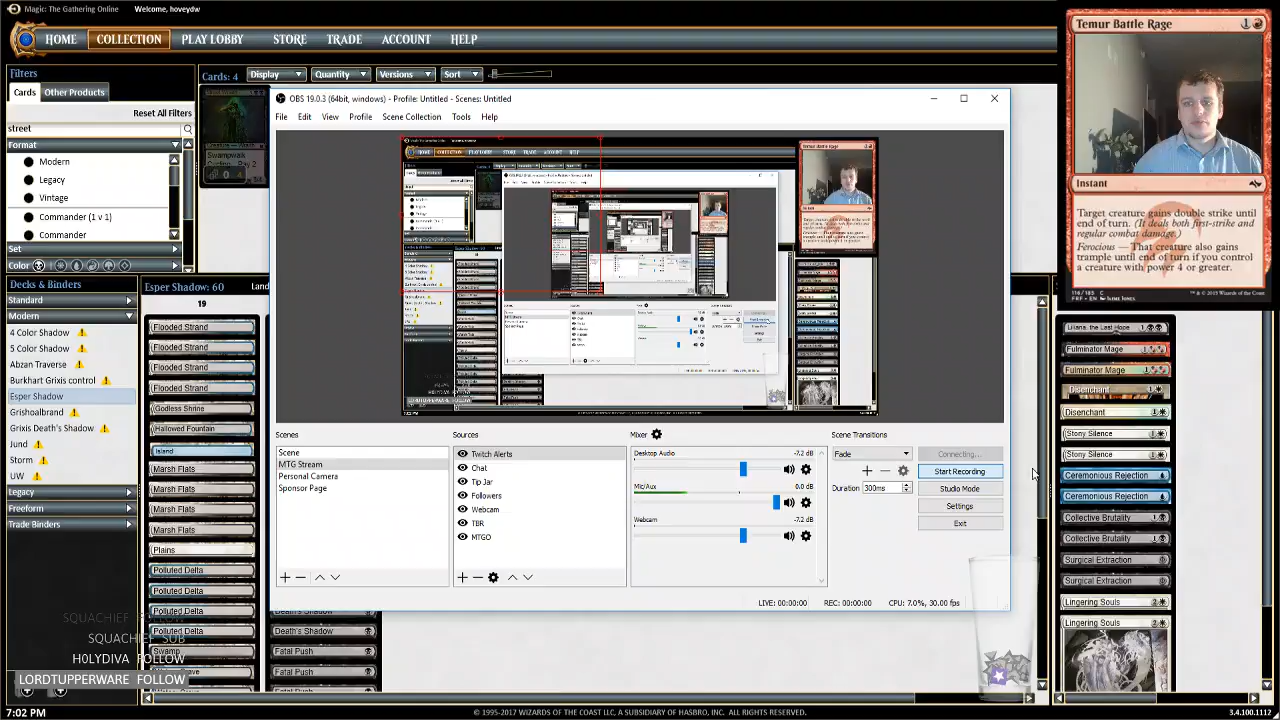 Magic: The Gathering Online
Welcome, hoveydw
HOME
COLLECTION
PLAY LOBBY
STORE
TRADE
ACCOUNT
HELP
Filters
Cards
Other Products
Reset All Filters
street
Format
Modern
Legacy
Vintage
Commander (1 v 1)
Commander
Set
Color
Decks & Binders
Standard
Modern
4 Color Shadow
5 Color Shadow
Abzan Traverse
Burkhart Grixis control
Esper Shadow
Grishoalbrand
Grixis Death's Shadow
Jund
Storm
UW
Legacy
Freeform
Trade Binders
SQUACHIEF FOLLOW
SQUACHIEF SUB
H0LYDIVA FOLLOW
LORDTUPPERWARE FOLLOW
7:02 PM
Cards: 4
Display
Quantity
Versions
Sort
Swampwalk
0 4
Esper Shadow: 60
Land
19
Flooded Strand
Flooded Strand
Flooded Strand
Flooded Strand
Godless Shrine
Hallowed Fountain
Island
Marsh Flats
Marsh Flats
Marsh Flats
Marsh Flats
Plains
Polluted Delta
Polluted Delta
Polluted Delta
Polluted Delta
Swamp
Death's Shadow
Death's Shadow
Fatal Push
Fatal Push
Fatal Push
OBS 19.0.3 (64bit, windows) - Profile: Untitled - Scenes: Untitled
File
Edit
View
Profile
Scene Collection
Tools
Help
Scenes
Scene
MTG Stream
Personal Camera
Sponsor Page
Sources
Twitch Alerts
Chat
Tip Jar
Followers
Webcam
TBR
MTGO
Mixer
Desktop Audio
-7.2 dB
Mic/Aux
0.0 dB
Webcam
-7.2 dB
Scene Transitions
Fade
Duration
300ms
Connecting...
Start Recording
Studio Mode
Settings
Exit
LIVE: 00:00:00
REC: 00:00:00
CPU: 7.0%, 30.00 fps
Temur Battle Rage
1
Instant
Target creature gains double strike until
end of turn. (It deals both first-strike and
regular combat damage.)
Ferocious — That creature also gains
trample until end of turn if you control
a creature with power 4 or greater.
116/185 C
Liliana, the Last Hope
Fulminator Mage
Fulminator Mage
Disenchant
Disenchant
Stony Silence
Stony Silence
Ceremonious Rejection
Ceremonious Rejection
Collective Brutality
Collective Brutality
Surgical Extraction
Surgical Extraction
Lingering Souls
Lingering Souls
© 1995-2017 WIZARDS OF THE COAST LLC, A SUBSIDIARY OF HASBRO, INC. ALL RIGHTS RESERVED.
3.4.100.1112